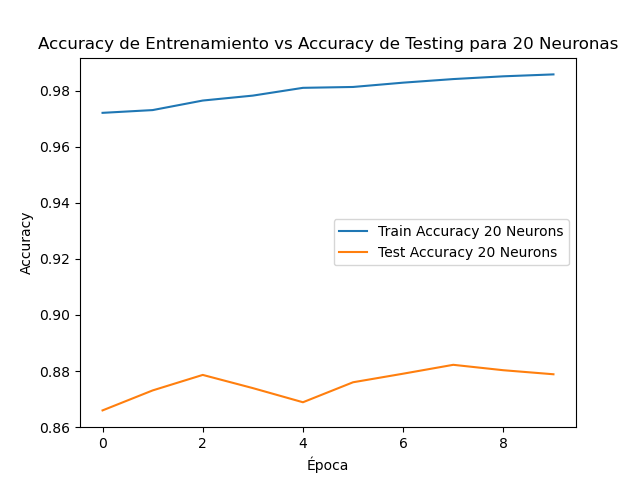 Accuracy de Entrenamiento vs Accuracy de Testing para 20 Neuronas
0.98
0.96
0.94
0.92
0.90
0.88
0.86
Accuracy
Train Accuracy 20 Neurons
Test Accuracy 20 Neurons
0 2 4 6 8
Época